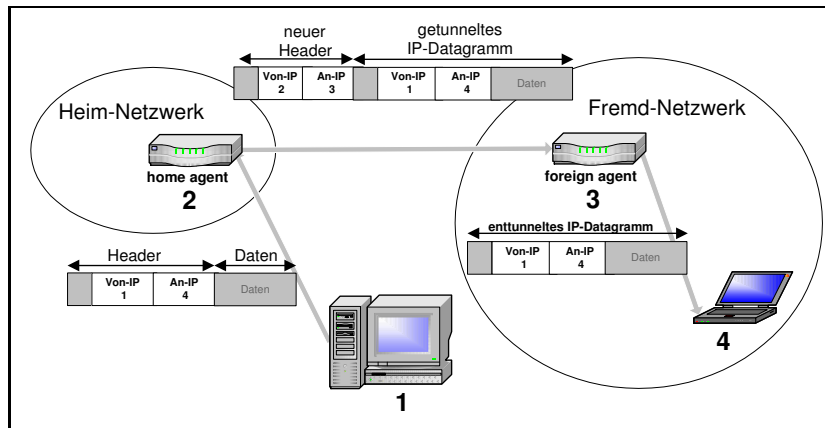 neuer
Header
getunneltes
IP-Datagramm
Von-IP
2
An-IP
3
Von-IP
1
An-IP
4
Daten
Heim-Netzwerk
Fremd-Netzwerk
home agent
2
foreign agent
3
Header
Daten
Von-IP
1
An-IP
4
Daten
enttunneltes IP-Datagramm
Von-IP
1
An-IP
4
Daten
1
4